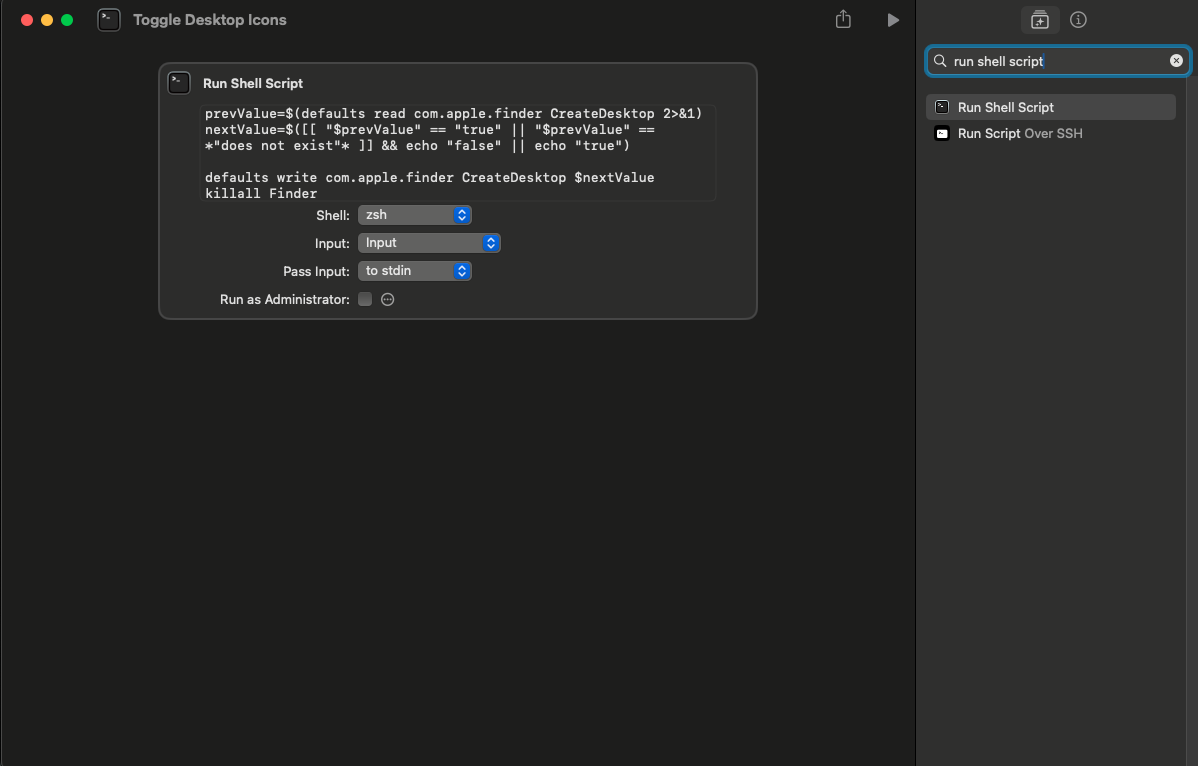 Toggle Desktop Icons
Run Shell Script
prevValue=$(defaults read com.apple.finder CreateDesktop 2>&1)
nextValue=$([[ "$prevValue" == "true" || "$prevValue" ==
*"does not exist"* ]] && echo "false" || echo "true")
defaults write com.apple.finder CreateDesktop $nextValue
killall Finder
Shell: zsh
Input: Input
Pass Input: to stdin
Run as Administrator:
run shell script
Run Shell Script
Run Script Over SSH